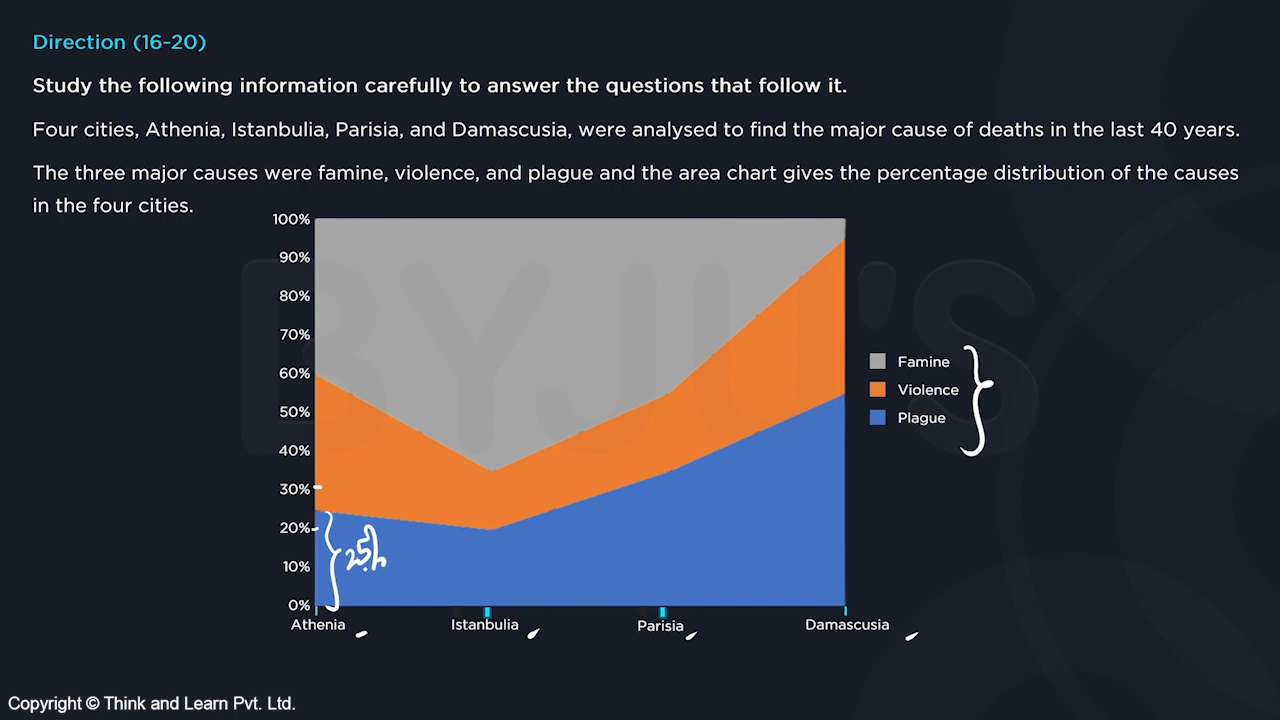 Direction (16-20)
Study the following information carefully to answer the questions that follow it.
Four cities, Athenia, Istanbulia, Parisia, and Damascusia, were analysed to find the major cause of deaths in the last 40 years.
The three major causes were famine, violence, and plague and the area chart gives the percentage distribution of the causes
in the four cities.
100%
90%
80%
70%
60%
50%
40%
30%
20%
10%
0%
25%
Athenia Istanbulia Parisia Damascusia
Famine
Violence
Plague
BYJU'S
Copyright © Think and Learn Pvt. Ltd.